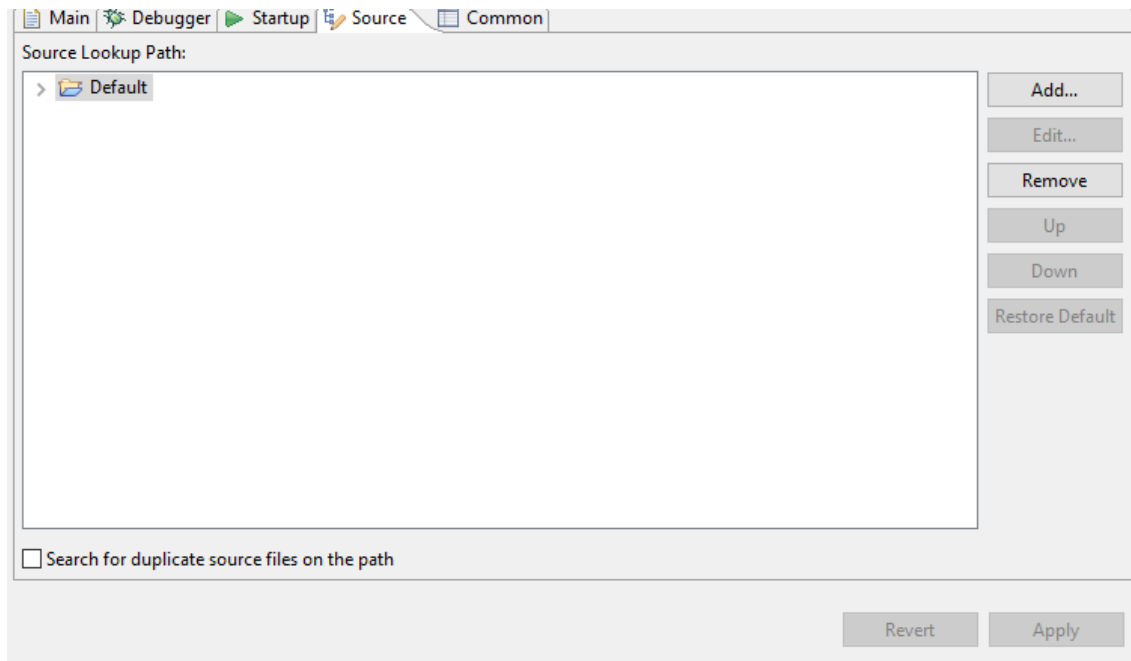 Main Debugger Startup Source Common
Source Lookup Path:
Default
Add...
Edit...
Remove
Up
Down
Restore Default
Search for duplicate source files on the path
Revert Apply